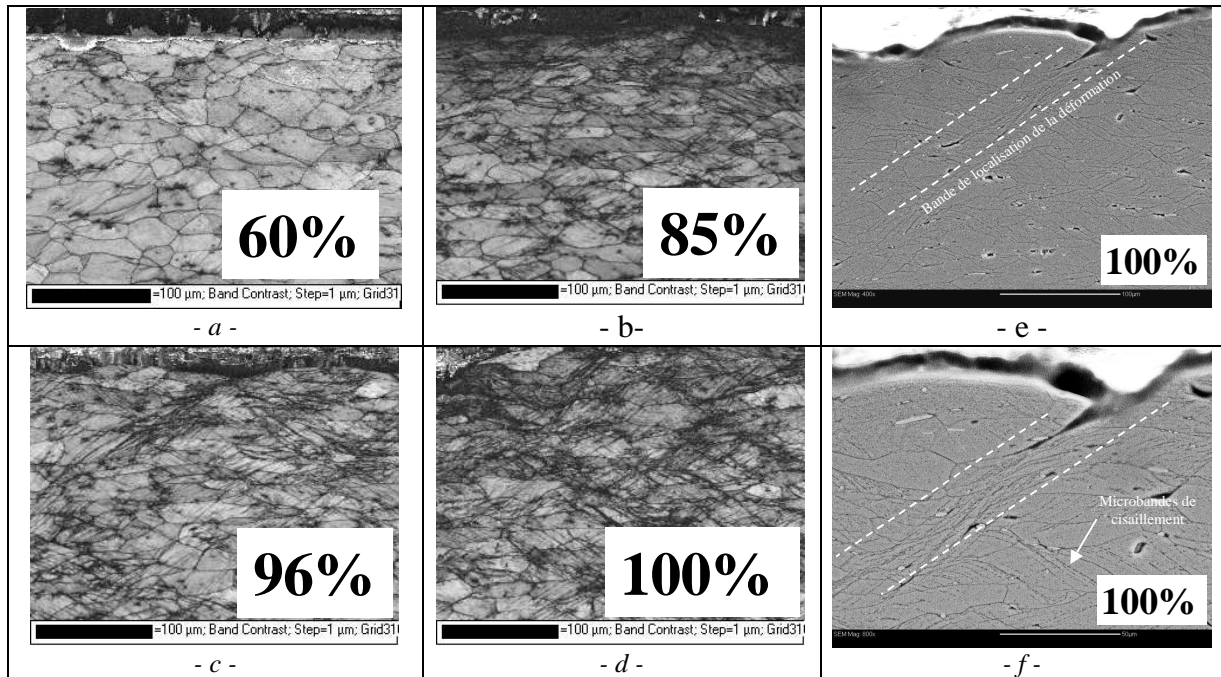 60%
=100 µm; Band Contrast; Step=1 µm; Grid31
- a -
85%
=100 µm; Band Contrast; Step=1 µm; Grid31
- b-
Bande de localisation de la déformation
100%
SEM Mag: 400x
100µm
- e -
96%
=100 µm; Band Contrast; Step=1 µm; Grid31
- c -
100%
=100 µm; Band Contrast; Step=1 µm; Grid31
- d -
Microbandes de
cisaillement
100%
SEM Mag: 800x
50µm
- f -